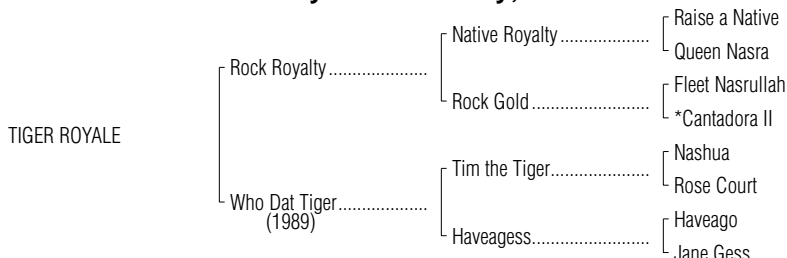 Raise a Native
Native Royalty
Queen Nasra
Rock Royalty
Fleet Nasrullah
Rock Gold
*Cantadora II
TIGER ROYALE
Nashua
Tim the Tiger
Rose Court
Who Dat Tiger
(1989)
Haveago
Haveagess
Jane Gess